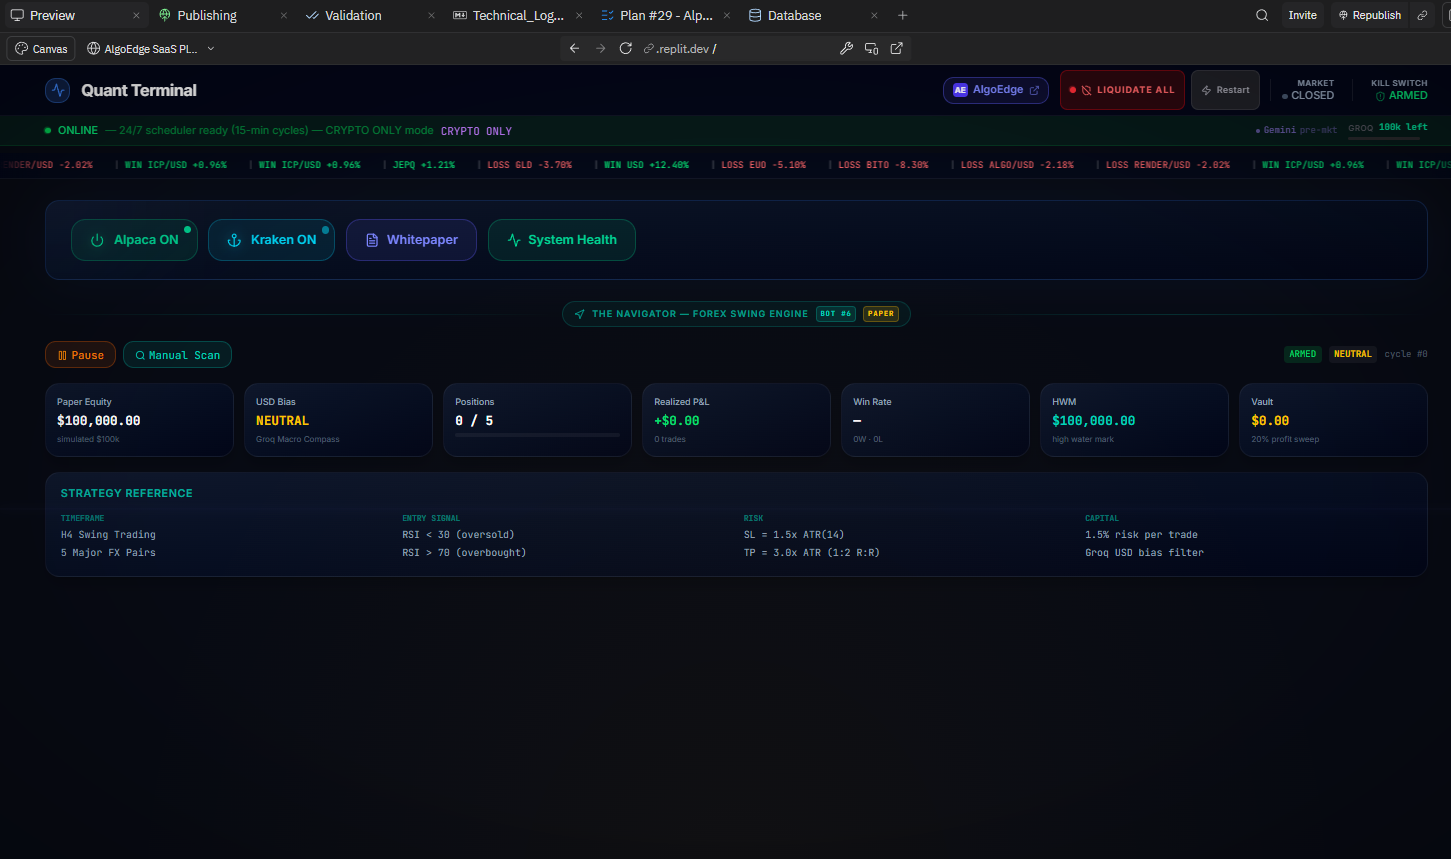 Preview
Publishing
Validation
Technical_Log...
Plan #29 - Alp...
Database
Invite
Republish
Canvas
AlgoEdge SaaS Pl...
.replit.dev /
Quant Terminal
AE AlgoEdge
LIQUIDATE ALL
Restart
MARKET
CLOSED
KILL SWITCH
ARMED
ONLINE — 24/7 scheduler ready (15-min cycles) — CRYPTO ONLY mode CRYPTO ONLY
Gemini pre-mkt
GROQ 100k left
ENDER/USD -2.02% WIN ICP/USD +0.96% WIN ICP/USD +0.96% JEPQ +1.21% LOSS GLD -3.70% WIN USO +12.40% LOSS EUO -5.10% LOSS BITO -8.30% LOSS ALGO/USD -2.18% LOSS RENDER/USD -2.02% WIN ICP/USD +0.96% WIN ICP/US
Alpaca ON
Kraken ON
Whitepaper
System Health
THE NAVIGATOR — FOREX SWING ENGINE BOT #6 PAPER
Pause
Manual Scan
ARMED NEUTRAL cycle #0
Paper Equity
$100,000.00
simulated $100k
USD Bias
NEUTRAL
Groq Macro Compass
Positions
0 / 5
Realized P&L
+$0.00
0 trades
Win Rate
—
0W · 0L
HWM
$100,000.00
high water mark
Vault
$0.00
20% profit sweep
STRATEGY REFERENCE
TIMEFRAME
H4 Swing Trading
5 Major FX Pairs
ENTRY SIGNAL
RSI < 30 (oversold)
RSI > 70 (overbought)
RISK
SL = 1.5x ATR(14)
TP = 3.0x ATR (1:2 R:R)
CAPITAL
1.5% risk per trade
Groq USD bias filter